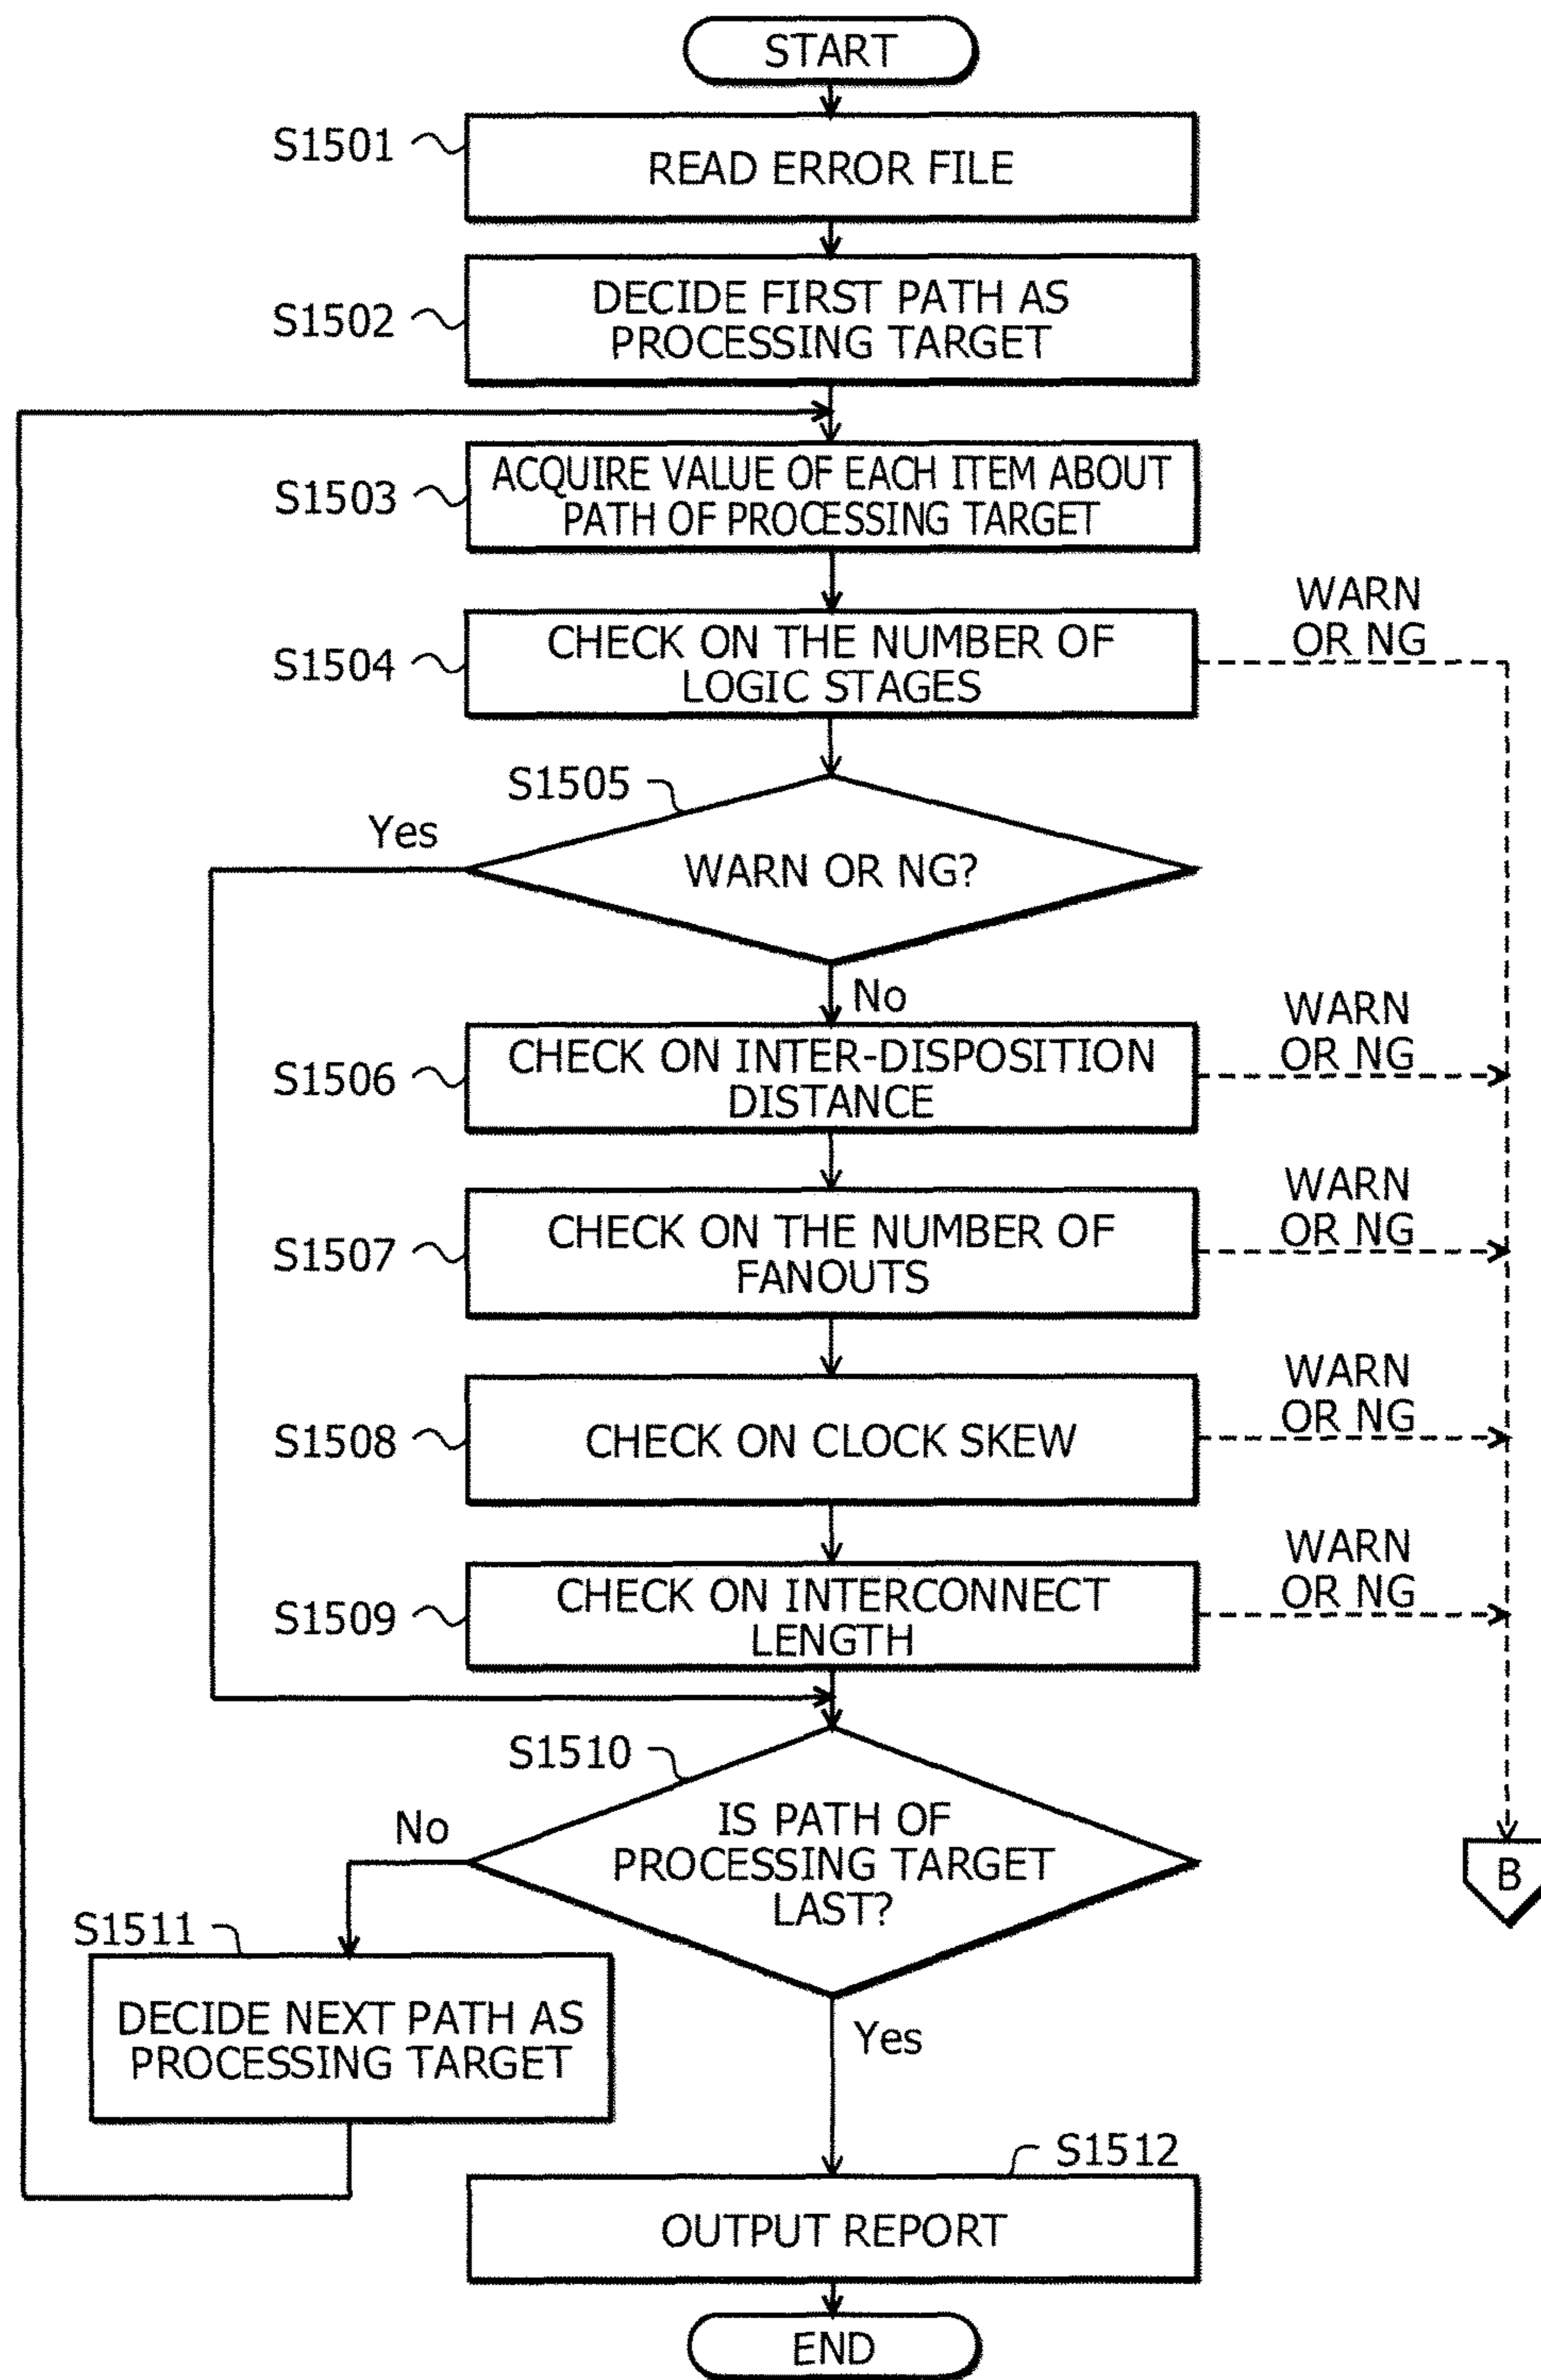 START
S1501
READ ERROR FILE
S1502
DECIDE FIRST PATH AS
PROCESSING TARGET
S1503
ACQUIRE VALUE OF EACH ITEM ABOUT
PATH OF PROCESSING TARGET
S1504
CHECK ON THE NUMBER OF
LOGIC STAGES
WARN
OR NG
S1505
Yes
WARN OR NG?
No
S1506
CHECK ON INTER-DISPOSITION
DISTANCE
WARN
OR NG
S1507
CHECK ON THE NUMBER OF
FANOUTS
WARN
OR NG
S1508
CHECK ON CLOCK SKEW
WARN
OR NG
S1509
CHECK ON INTERCONNECT
LENGTH
WARN
OR NG
S1510
No
IS PATH OF
PROCESSING TARGET
LAST?
B
S1511
DECIDE NEXT PATH AS
PROCESSING TARGET
Yes
S1512
OUTPUT REPORT
END